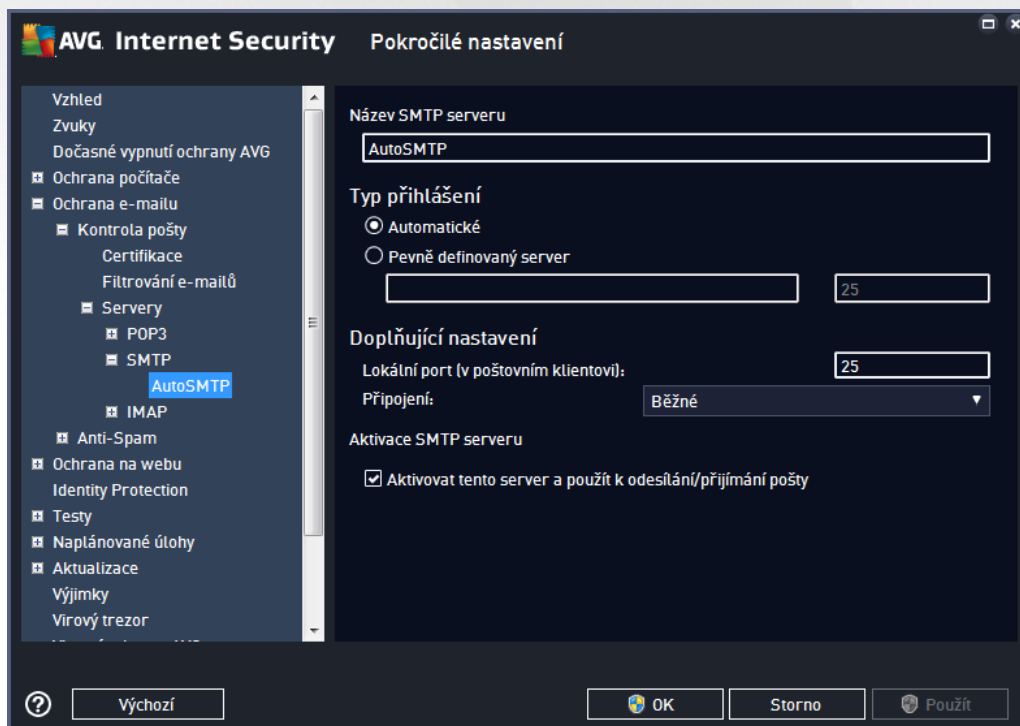 AVG. Internet Security Pokročilé nastavení
Vzhled
Zvuky
Dočasné vypnutí ochrany AVG
Ochrana počítače
Ochrana e-mailu
Kontrola pošty
Certifikace
Filtrování e-mailů
Servery
POP3
SMTP
AutoSMTP
IMAP
Anti-Spam
Ochrana na webu
Identity Protection
Testy
Naplánované úlohy
Aktualizace
Výjimky
Virový trezor
Název SMTP serveru
AutoSMTP
Typ přihlášení
Automatické
Pevně definovaný server
25
Doplňující nastavení
Lokální port (v poštovním klientovi): 25
Připojení: Běžné
Aktivace SMTP serveru
Aktivovat tento server a použít k odesílání/přijímání pošty
Výchozí OK Storno Použít